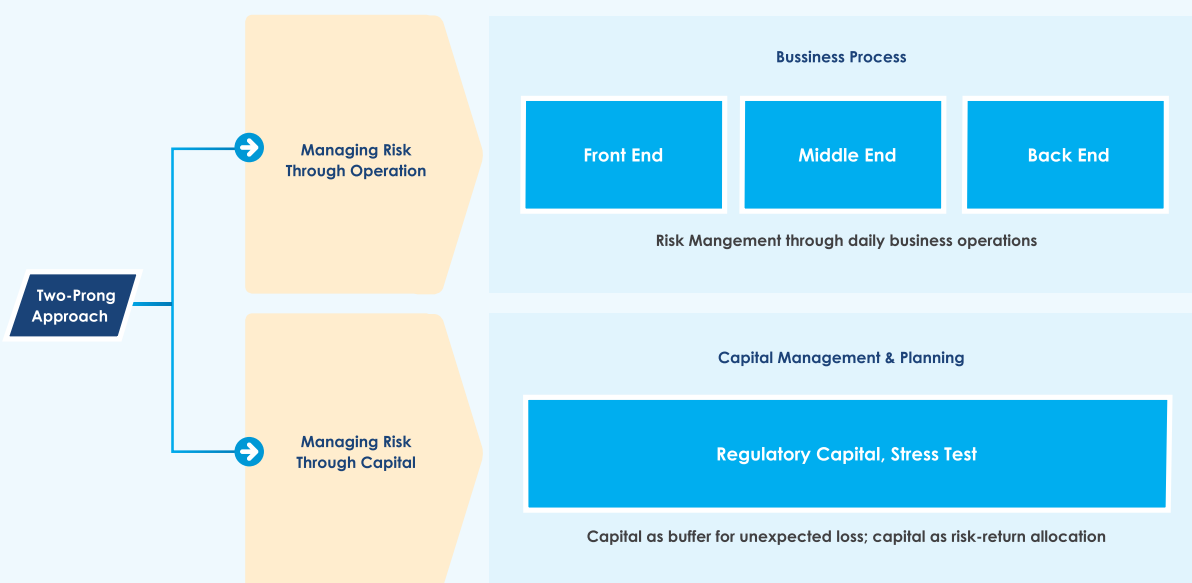 Two-Prong
Approach
Managing Risk
Through Operation
Bussiness Process
Front End
Middle End
Back End
Risk Mangement through daily business operations
Managing Risk
Through Capital
Capital Management & Planning
Regulatory Capital, Stress Test
Capital as buffer for unexpected loss; capital as risk-return allocation